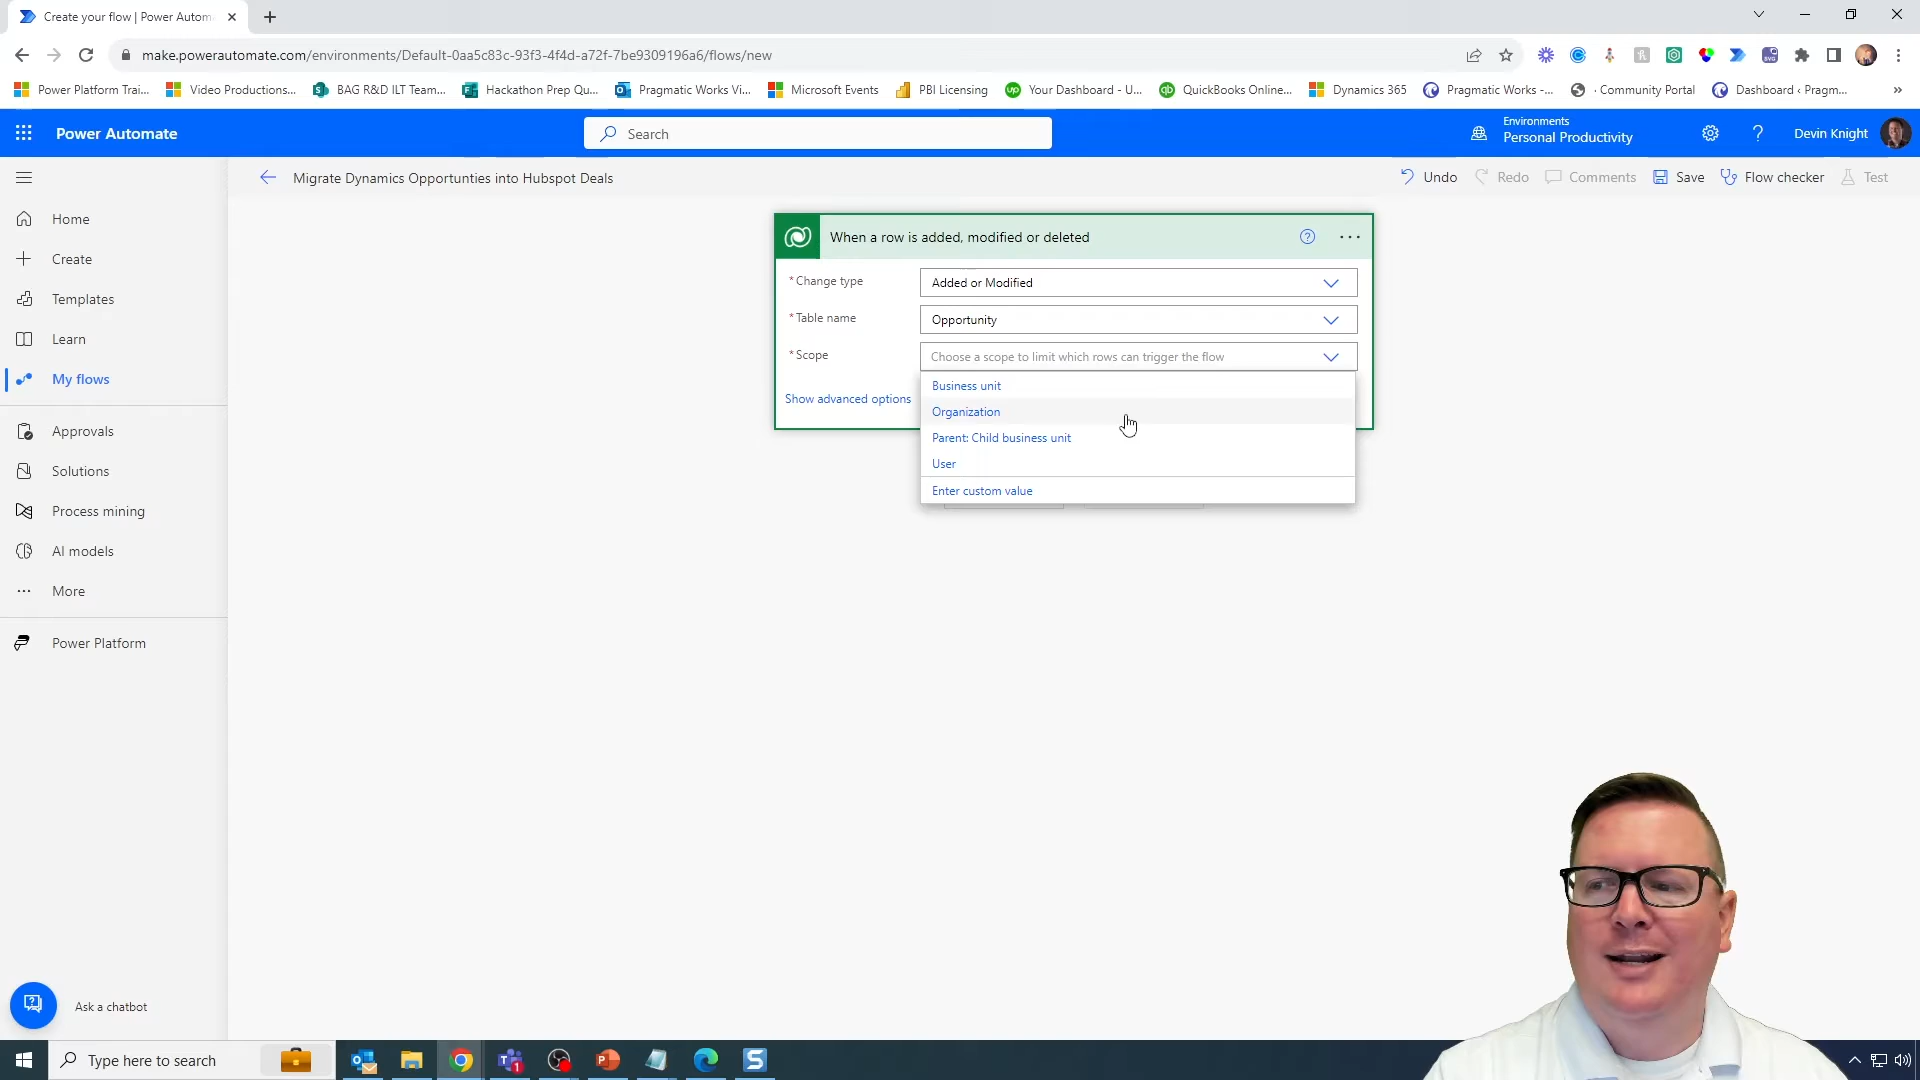 Create your flow | Power Autom
make.powerautomate.com/environments/Default-0aa5c83c-93f3-4f4d-a72f-7be9309196a6/flows/new
Power Platform Trai...
Video Productions...
BAG R&D ILT Team...
Hackathon Prep Qu...
Pragmatic Works Vi...
Microsoft Events
PBI Licensing
Your Dashboard - U...
QuickBooks Online...
Dynamics 365
Pragmatic Works -...
· Community Portal
Dashboard ‹ Pragm...
Power Automate
Search
Environments
Personal Productivity
Devin Knight
Migrate Dynamics Opportunties into Hubspot Deals
Undo
Redo
Comments
Save
Flow checker
Test
Home
Create
Templates
Learn
My flows
Approvals
Solutions
Process mining
AI models
More
Power Platform
Ask a chatbot
When a row is added, modified or deleted
* Change type
Added or Modified
* Table name
Opportunity
* Scope
Choose a scope to limit which rows can trigger the flow
Show advanced options
Business unit
Organization
Parent: Child business unit
User
Enter custom value
Type here to search